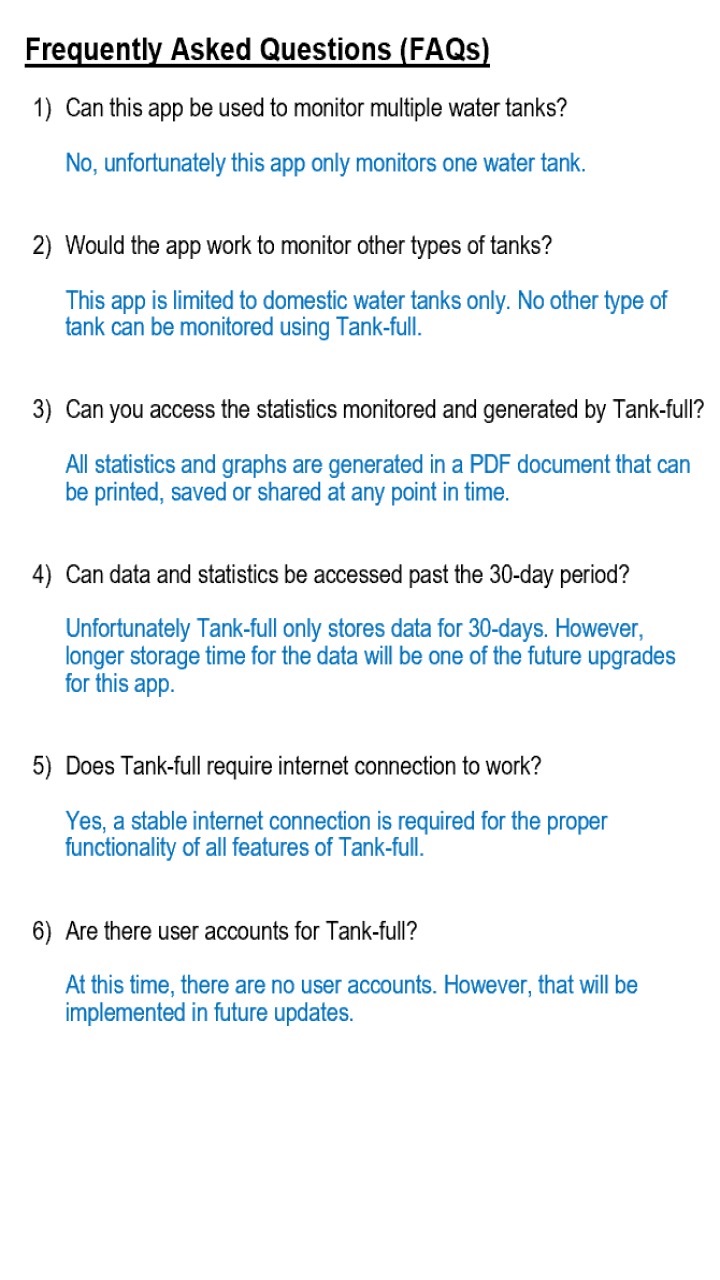 Frequently Asked Questions (FAQs)
1) Can this app be used to monitor multiple water tanks?
No, unfortunately this app only monitors one water tank.
2) Would the app work to monitor other types of tanks?
This app is limited to domestic water tanks only. No other type of
tank can be monitored using Tank-full.
3) Can you access the statistics monitored and generated by Tank-full?
All statistics and graphs are generated in a PDF document that can
be printed, saved or shared at any point in time.
4) Can data and statistics be accessed past the 30-day period?
Unfortunately Tank-full only stores data for 30-days. However,
longer storage time for the data will be one of the future upgrades
for this app.
5) Does Tank-full require internet connection to work?
Yes, a stable internet connection is required for the proper
functionality of all features of Tank-full.
6) Are there user accounts for Tank-full?
At this time, there are no user accounts. However, that will be
implemented in future updates.